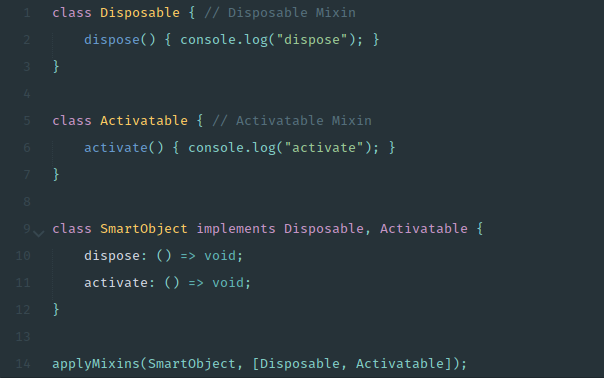 1 class Disposable { // Disposable Mixin
2 dispose() { console.log("dispose"); }
3 }
4
5 class Activatable { // Activatable Mixin
6 activate() { console.log("activate"); }
7 }
8
9 class SmartObject implements Disposable, Activatable {
10 dispose: () => void;
11 activate: () => void;
12 }
13
14 applyMixins(SmartObject, [Disposable, Activatable]);